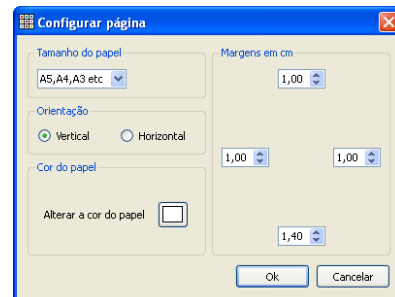 Configurar página
Tamanho do papel
A5,A4,A3 etc
Orientação
Vertical
Horizontal
Cor do papel
Alterar a cor do papel
Margens em cm
1,00
1,00
1,00
1,40
Ok
Cancelar